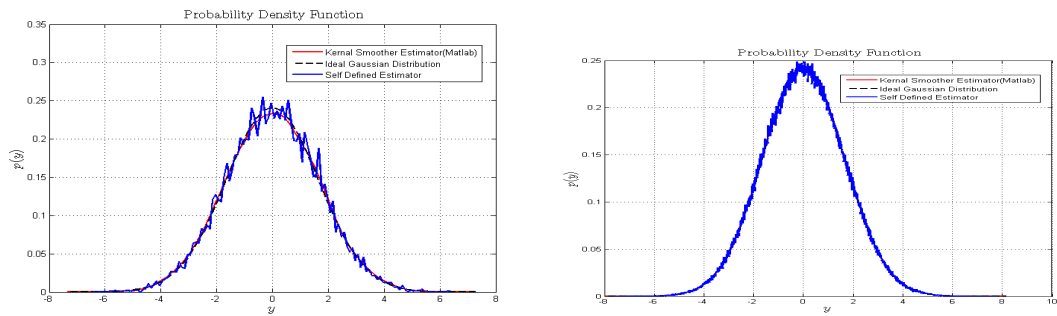 Probability Density Function
0.35
0.3
0.25
0.2
0.15
0.1
0.05
0
p(y)
Kernal Smoother Estimator(Matlab)
Ideal Gaussian Distribution
Self Defined Estimator
-8 -6 -4 -2 0 2 4 6 8
y
Probability Density Function
0.25
0.2
0.15
0.1
0.05
0
p(y)
Kernal Smoother Estimator(Matlab)
Ideal Gaussian Distribution
Self Defined Estimator
-8 -6 -4 -2 0 2 4 6 8 10
y